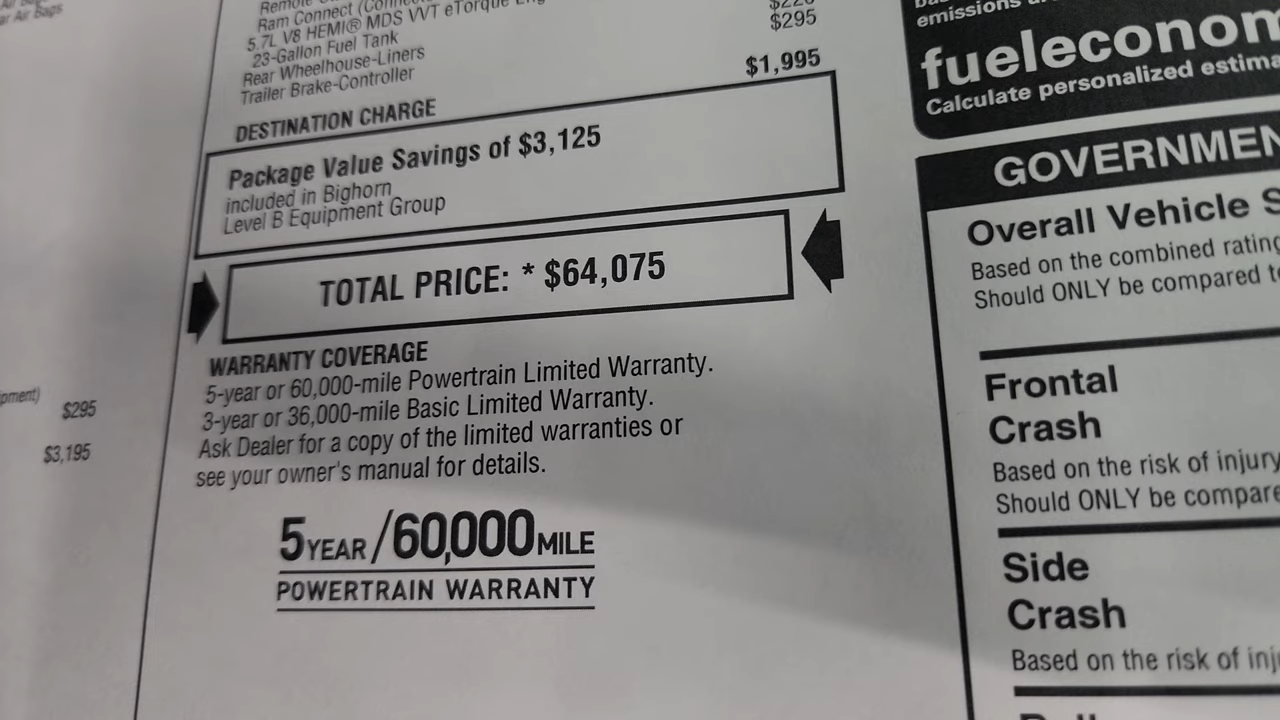 Air Bags
Ram Connect
5.7L V8 HEMI® MDS VVT eTorque
23-Gallon Fuel Tank
Rear Wheelhouse-Liners
Trailer Brake-Controller
$295
DESTINATION CHARGE
$1,995
Package Value Savings of $3,125
included in Bighorn
Level B Equipment Group
TOTAL PRICE: * $64,075
WARRANTY COVERAGE
5-year or 60,000-mile Powertrain Limited Warranty.
3-year or 36,000-mile Basic Limited Warranty.
Ask Dealer for a copy of the limited warranties or
see your owner's manual for details.
5 YEAR/60,000 MILE
POWERTRAIN WARRANTY
$295
$3,195
emissions
fueleconom
Calculate personalized estima
GOVERNMEN
Overall Vehicle S
Based on the combined rating
Should ONLY be compared to
Frontal
Crash
Based on the risk of injury
Should ONLY be compare
Side
Crash
Based on the risk of inj